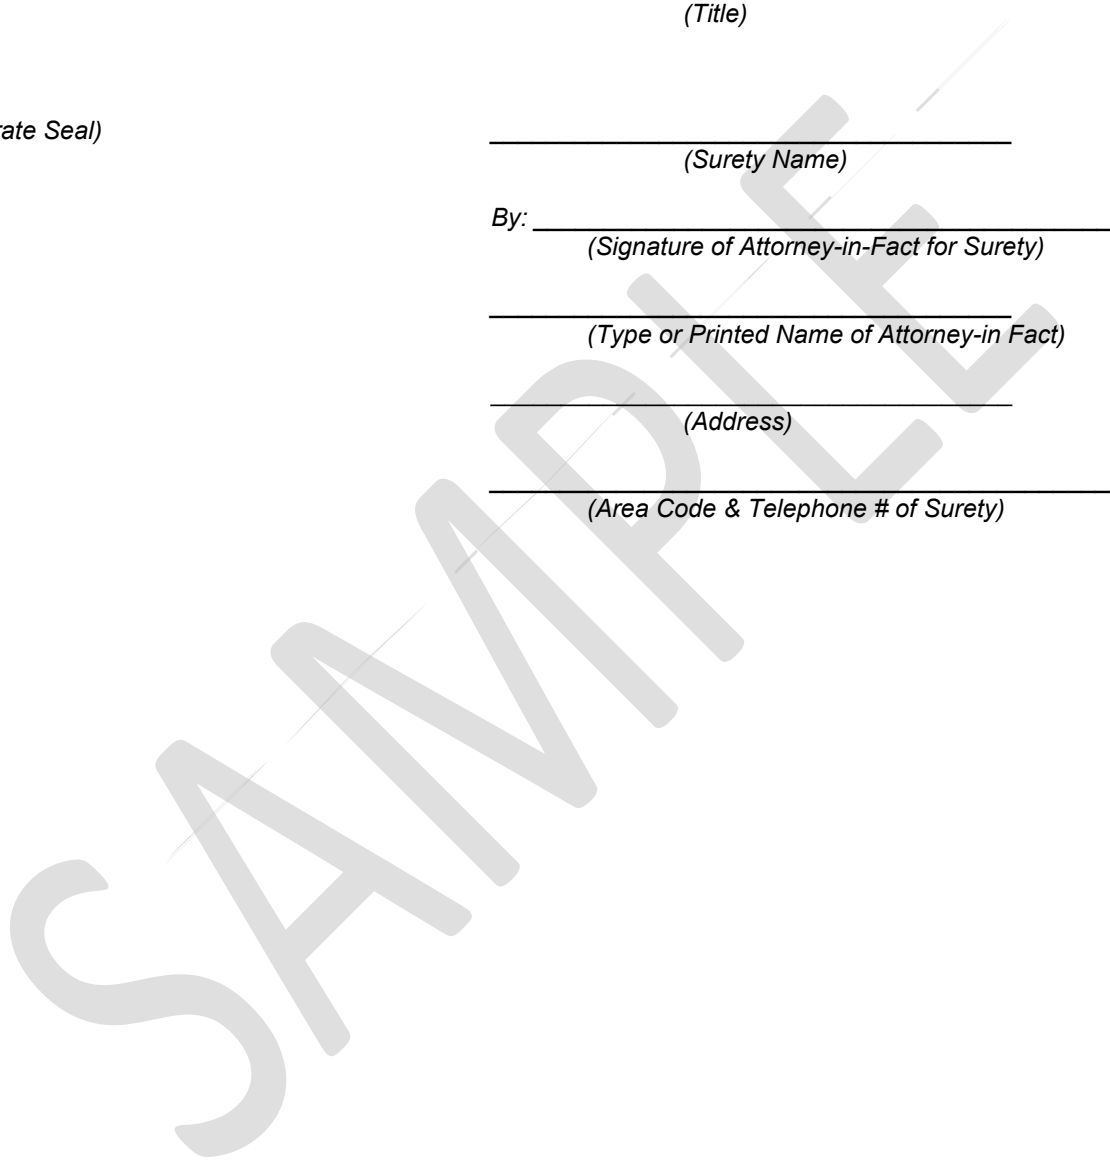 (Title)
ate Seal)
(Surety Name)
By:
(Signature of Attorney-in-Fact for Surety)
(Type or Printed Name of Attorney-in Fact)
(Address)
(Area Code & Telephone # of Surety)
SAMPLE